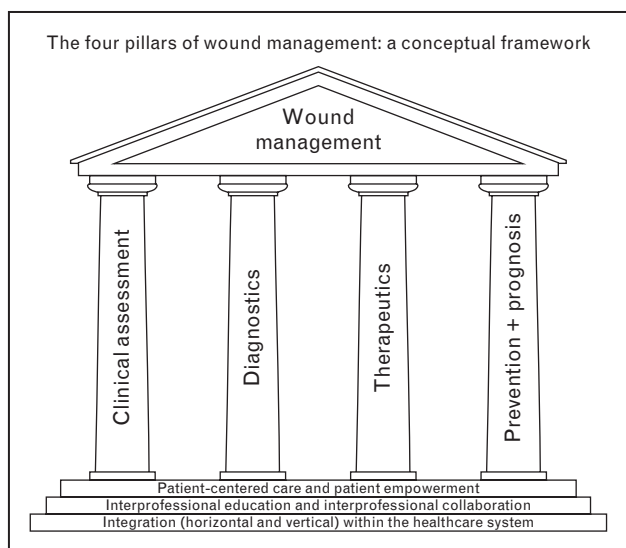 The four pillars of wound management: a conceptual framework
Wound
management
Clinical assessment
Diagnostics
Therapeutics
Prevention + prognosis
Patient-centered care and patient empowerment
Interprofessional education and interprofessional collaboration
Integration (horizontal and vertical) within the healthcare system